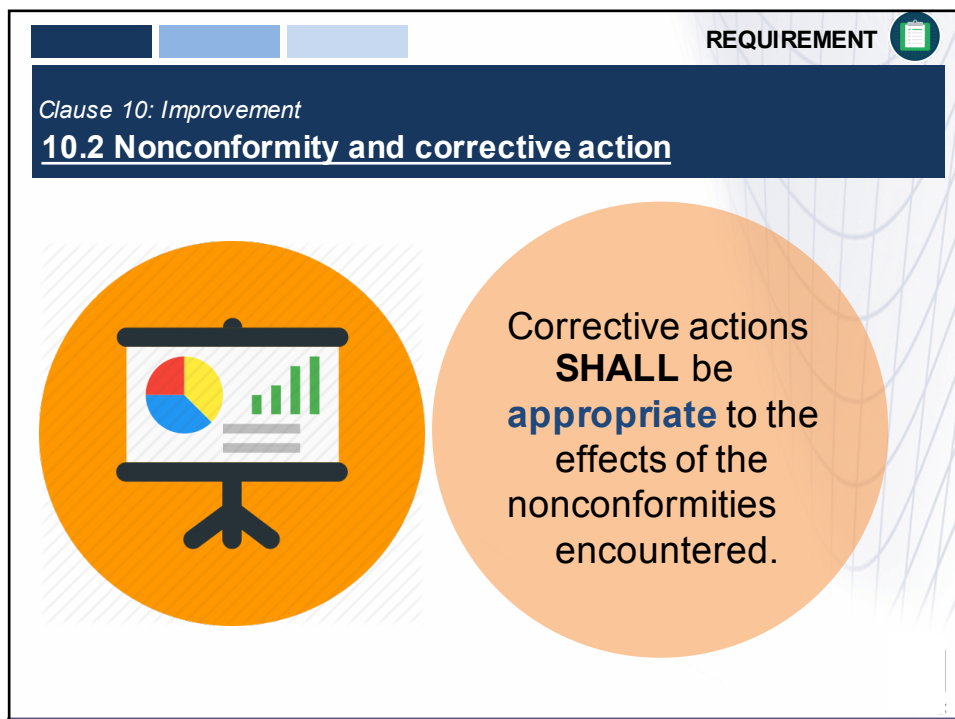 REQUIREMENT
Clause 10: Improvement
10.2 Nonconformity and corrective action
Corrective actions
SHALL be
appropriate to the
effects of the
nonconformities
encountered.